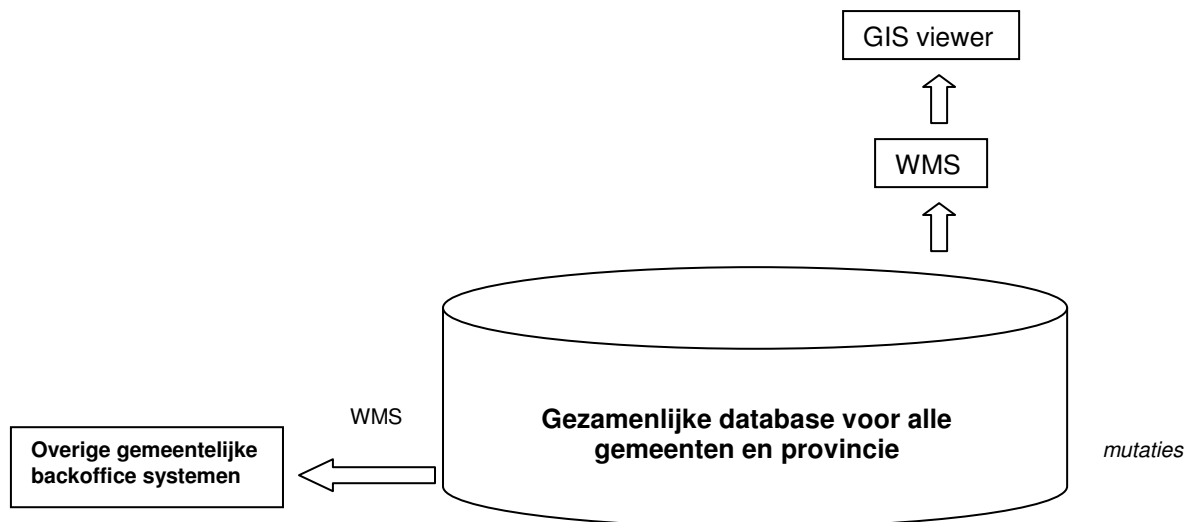 GIS viewer
WMS
WMS
Gezamenlijke database voor alle
gemeenten en provincie
Overige gemeentelijke
backoffice systemen
mutaties